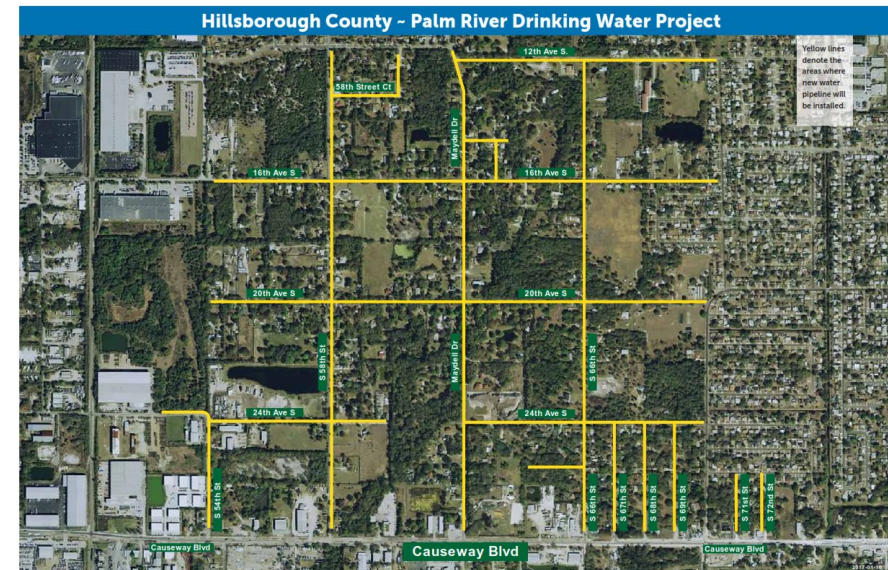 Hillsborough County ~ Palm River Drinking Water Project
Yellow lines
denote the
areas where
new water
pipeline will
be installed.
12th Ave S.
58th Street Ct
Maydell Dr
16th Ave S
16th Ave S
20th Ave S
20th Ave S
S 58th St
Maydell Dr
S 66th St
24th Ave S
24th Ave S
S 54th St
S 66th St
S 67th St
S 68th St
S 69th St
S 71st St
S 72nd St
Causeway Blvd
Causeway Blvd
Causeway Blvd